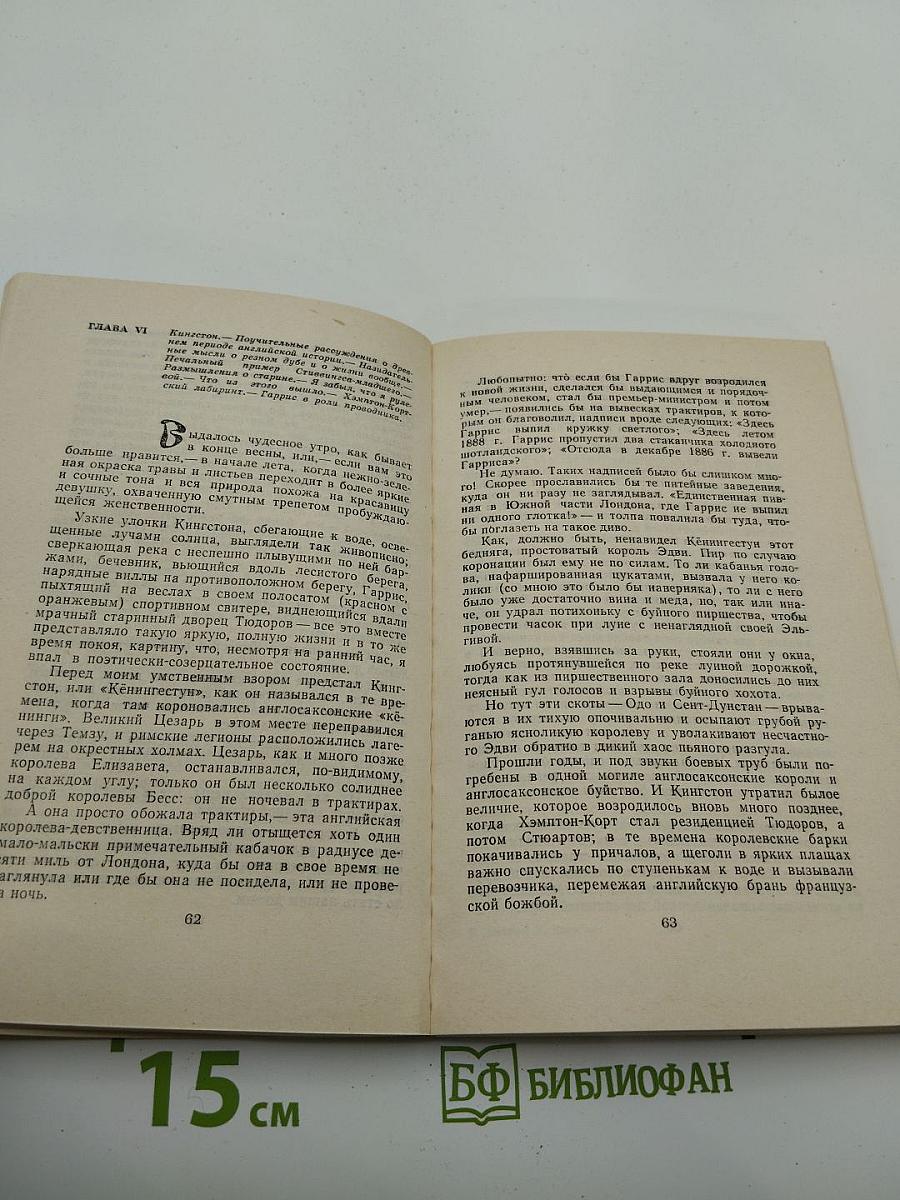 ГЛАВА VI
Кингстон.— Поучительные рассуждения о древ-
нем периоде английской истории.— Назидатель-
ные мысли о резном дубе и о жизни вообще.—
Печальный пример Стиввингса-младшего.—
Размышления о старине.— Я забыл, что я руле-
вой.— Что из этого вышло.— Хэмптон-Корт-
ский лабиринт.— Гаррис в роли проводника.
Выдалось чудесное утро, как бывает
в конце весны, или,— если вам это
больше нравится,— в начале лета, когда нежно-зеле-
ная окраска травы и листьев переходит в более яркие
и сочные тона и вся природа похожа на красавицу
девушку, охваченную смутным трепетом пробуждаю-
щейся женственности.
Узкие улочки Кингстона, сбегающие к воде, осве-
щенные лучами солнца, выглядели так живописно;
сверкающая река с неспешно плывущими по ней бар-
жами, бечевник, вьющийся вдоль лесистого берега,
нарядные виллы на противоположном берегу, Гаррис,
пыхтящий на веслах в своем полосатом (красном с
оранжевым) спортивном свитере, виднеющийся вдали
мрачный старинный дворец Тюдоров — все это вместе
представляло такую яркую, полную жизни и в то же
время покоя, картину, что, несмотря на ранний час, я
впал в поэтически-созерцательное состояние.
Перед моим умственным взором предстал Кинг-
стон, или «Кёнингестун», как он назывался в те вре-
мена, когда там короновались англосаксонские «кё-
нинги». Великий Цезарь в этом месте переправился
через Темзу, и римские легионы расположились лаге-
рем на окрестных холмах. Цезарь, как и много позже
королева Елизавета, останавливался, по-видимому,
на каждом углу; только он был несколько солиднее
доброй королевы Бесс: он не ночевал в трактирах.
А она просто обожала трактиры,— эта английская
королева-девственница. Вряд ли отыщется хоть один
мало-мальски примечательный кабачок в радиусе де-
сяти миль от Лондона, куда бы она в свое время не
аглянула или где бы она не посидела, или не прове-
а ночь.
62
Любопытно: что́ если бы Гаррис вдруг возродился
к новой жизни, сделался бы выдающимся и порядоч-
ным человеком, стал бы премьер-министром и потом
умер,— появились бы на вывесках трактиров, к кото-
рым он благоволил, надписи вроде следующих: «Здесь
Гаррис выпил кружку светлого»; «Здесь летом
1888 г. Гаррис пропустил два стаканчика холодного
шотландского»; «Отсюда в декабре 1886 г. вывели
Гарриса»?
Не думаю. Таких надписей было бы слишком мно-
го! Скорее прославились бы те питейные заведения,
куда он ни разу не заглядывал. «Единственная пив-
ная в Южной части Лондона, где Гаррис не выпил
ни одного глотка!» — и толпа повалила бы туда, что-
бы поглазеть на такое диво.
Как, должно быть, ненавидел Кёнингестун этот
бедняга, простоватый король Эдви. Пир по случаю
коронации был ему не по силам. То ли кабанья голо-
ва, нафаршированная цукатами, вызвала у него ко-
лики (со мною это было бы наверняка), то ли с него
было уже достаточно вина и меда, но, так или ина-
че, он удрал потихоньку с буйного пиршества, чтобы
провести часок при луне с ненаглядной своей Эль-
гивой.
И верно, взявшись за руки, стояли они у окна,
любуясь протянувшейся по реке лунной дорожкой,
тогда как из пиршественного зала доносились до них
неясный гул голосов и взрывы буйного хохота.
Но тут эти скоты — Одо и Сент-Дунстан — врыва-
ются в их тихую опочивальню и осыпают грубой ру-
ганью яснолику‌ю королеву и уволакивают несчастно-
го Эдви обратно в дикий хаос пьяного разгула.
Прошли годы, и под звуки боевых труб были по-
гребены в одной могиле англосаксонские короли и
англосаксонское буйство. И Кингстон утратил былое
величие, которое возродилось вновь много позднее,
когда Хэмптон-Корт стал резиденцией Тюдоров, а
потом Стюартов; в те времена королевские барки
покачивались у причалов, а щеголи в ярких плащах
важно спускались по ступенькам к воде и вызывали
перевозчика, перемежая английскую брань француз-
ской божбой.
63
15 см
БФ БИБЛИОФАН